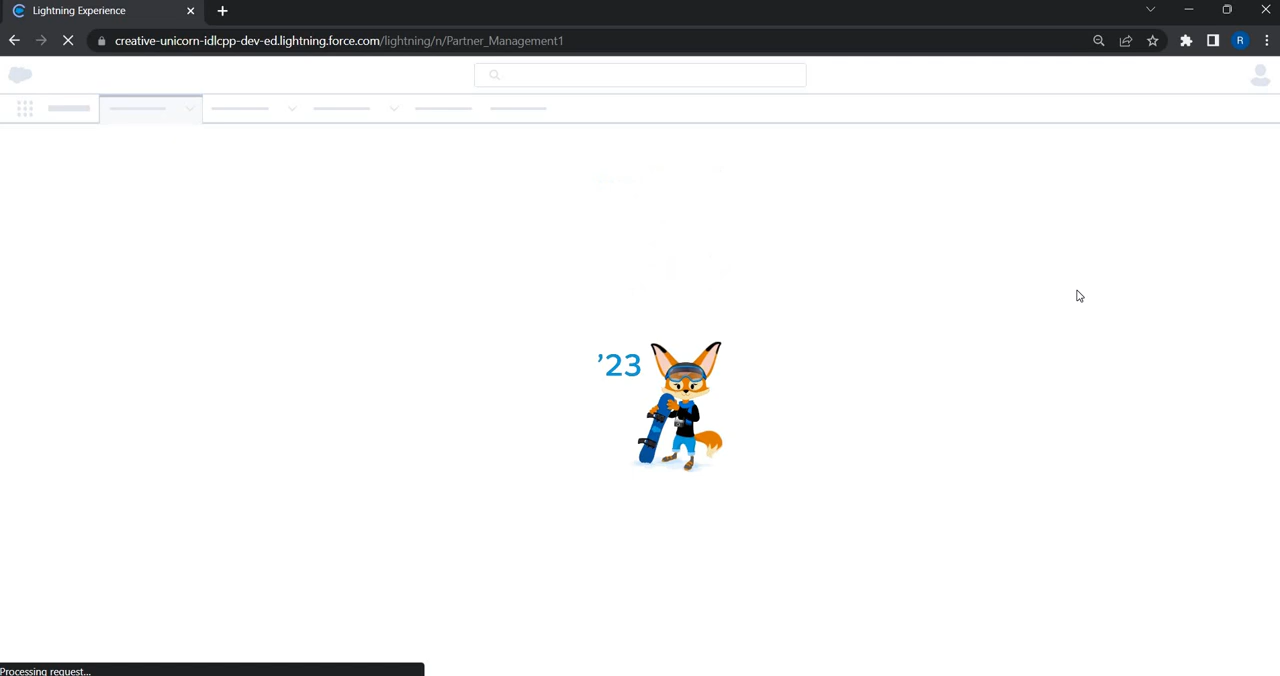 Lightning Experience
creative-unicorn-idlcpp-dev-ed.lightning.force.com/lightning/n/Partner_Management1
R
’23
Processing request...